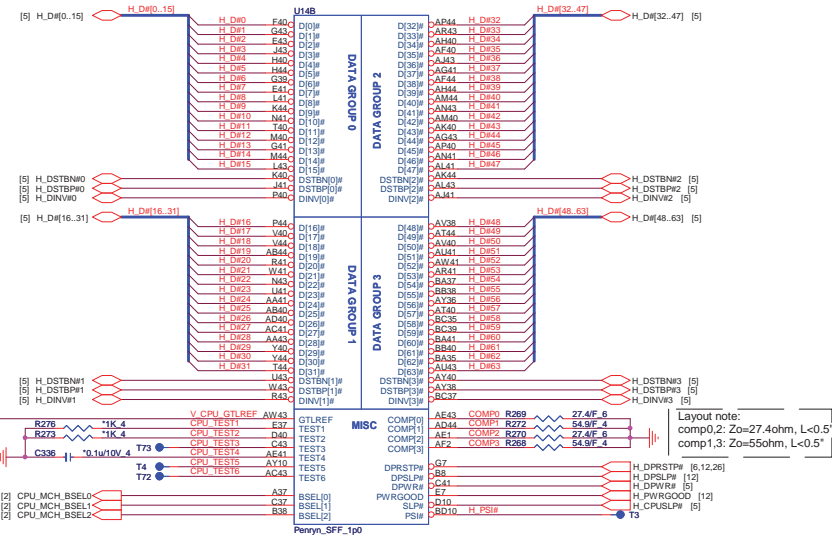 U14B
[5] H_D#[0..15]
H_D#[32..47] [5]
H_D#[0..15]
H_D#[32..47]
H_D#0 F40 D[0]# D[32]# AP44 H_D#32
H_D#1 G43 D[1]# D[33]# AR43 H_D#33
H_D#2 E43 D[2]# D[34]# AH40 H_D#34
H_D#3 J43 D[3]# D[35]# AF40 H_D#35
H_D#4 H40 D[4]# D[36]# AJ43 H_D#36
H_D#5 H44 D[5]# D[37]# AG41 H_D#37
H_D#6 G39 D[6]# D[38]# AF44 H_D#38
H_D#7 E41 D[7]# D[39]# AH44 H_D#39
H_D#8 L41 D[8]# D[40]# AM44 H_D#40
H_D#9 K44 D[9]# D[41]# AN43 H_D#41
H_D#10 N41 D[10]# D[42]# AM40 H_D#42
H_D#11 T40 D[11]# D[43]# AK40 H_D#43
H_D#12 M40 D[12]# D[44]# AG43 H_D#44
H_D#13 G41 D[13]# D[45]# AP40 H_D#45
H_D#14 M44 D[14]# D[46]# AN41 H_D#46
H_D#15 L43 D[15]# D[47]# AL41 H_D#47
[5] H_DSTBN#0 K40 DSTBN[0]# DSTBN[2]# AK44 H_DSTBN#2 [5]
[5] H_DSTBP#0 J41 DSTBP[0]# DSTBP[2]# AL43 H_DSTBP#2 [5]
[5] H_DINV#0 P40 DINV[0]# DINV[2]# AJ41 H_DINV#2 [5]
DATA GROUP 0
DATA GROUP 2
[5] H_D#[16..31]
H_D#[48..63] [5]
H_D#[16..31]
H_D#[48..63]
H_D#16 P44 D[16]# D[48]# AV38 H_D#48
H_D#17 V40 D[17]# D[49]# AT44 H_D#49
H_D#18 V44 D[18]# D[50]# AV40 H_D#50
H_D#19 AB44 D[19]# D[51]# AU41 H_D#51
H_D#20 R41 D[20]# D[52]# AW41 H_D#52
H_D#21 W41 D[21]# D[53]# AR41 H_D#53
H_D#22 N43 D[22]# D[54]# BA37 H_D#54
H_D#23 U41 D[23]# D[55]# BB38 H_D#55
H_D#24 AA41 D[24]# D[56]# AY36 H_D#56
H_D#25 AB40 D[25]# D[57]# AT40 H_D#57
H_D#26 AD40 D[26]# D[58]# BC35 H_D#58
H_D#27 AC41 D[27]# D[59]# BC39 H_D#59
H_D#28 AA43 D[28]# D[60]# BA41 H_D#60
H_D#29 Y40 D[29]# D[61]# BB40 H_D#61
H_D#30 Y44 D[30]# D[62]# BA35 H_D#62
H_D#31 T44 D[31]# D[63]# AU43 H_D#63
[5] H_DSTBN#1 U43 DSTBN[1]# DSTBN[3]# AY40 H_DSTBN#3 [5]
[5] H_DSTBP#1 W43 DSTBP[1]# DSTBP[3]# AY38 H_DSTBP#3 [5]
[5] H_DINV#1 R43 DINV[1]# DINV[3]# BC37 H_DINV#3 [5]
DATA GROUP 1
DATA GROUP 3
MISC
V_CPU_GTLREF AW43 GTLREF COMP[0] AE43 COMP0 R269 27.4/F_6
R276 *1K_4 CPU_TEST1 E37 TEST1 COMP[1] AD44 COMP1 R272 54.9/F_4
R273 *1K_4 CPU_TEST2 D40 TEST2 COMP[2] AE1 COMP2 R270 27.4/F_6
T73 CPU_TEST3 C43 TEST3 COMP[3] AF2 COMP3 R268 54.9/F_4
C336 *0.1u/10V_4 CPU_TEST4 AE41 TEST4
T4 CPU_TEST5 AY10 TEST5
T72 CPU_TEST6 AC43 TEST6
DPRSTP# G7 H_DPRSTP# [6,12,26]
DPSLP# B8 H_DPSLP# [12]
DPWR# C41 H_DPWR# [5]
PWRGOOD E7 H_PWRGOOD [12]
SLP# D10 H_CPUSLP# [5]
PSI# BD10 H_PSI# T3
[2] CPU_MCH_BSEL0 A37 BSEL[0]
[2] CPU_MCH_BSEL1 C37 BSEL[1]
[2] CPU_MCH_BSEL2 B38 BSEL[2]
Penryn_SFF_1p0
Layout note:
comp0,2: Zo=27.4ohm, L<0.5"
comp1,3: Zo=55ohm, L<0.5"